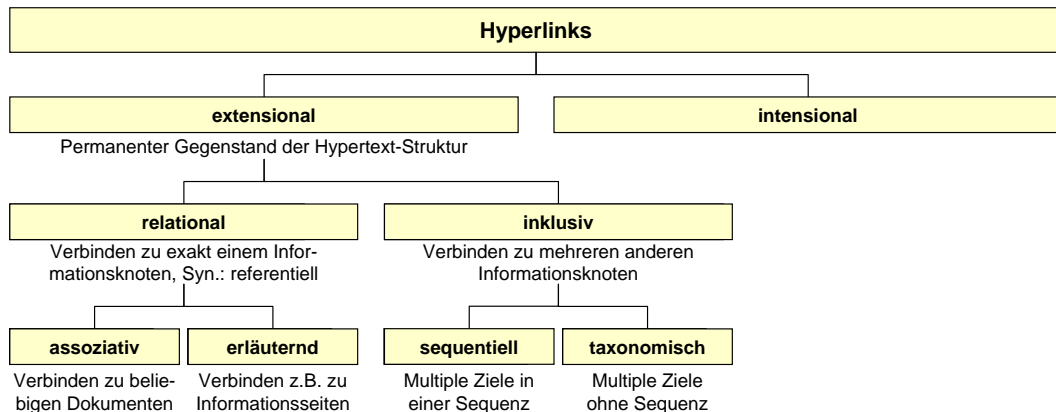 Hyperlinks
extensional
intensional
Permanenter Gegenstand der Hypertext-Struktur
relational
inklusiv
Verbinden zu exakt einem Infor-
mationsknoten, Syn.: referentiell
Verbinden zu mehreren anderen
Informationsknoten
assoziativ
erläuternd
sequentiell
taxonomisch
Verbinden zu belie-
bigen Dokumenten
Verbinden z.B. zu
Informationsseiten
Multiple Ziele in
einer Sequenz
Multiple Ziele
ohne Sequenz